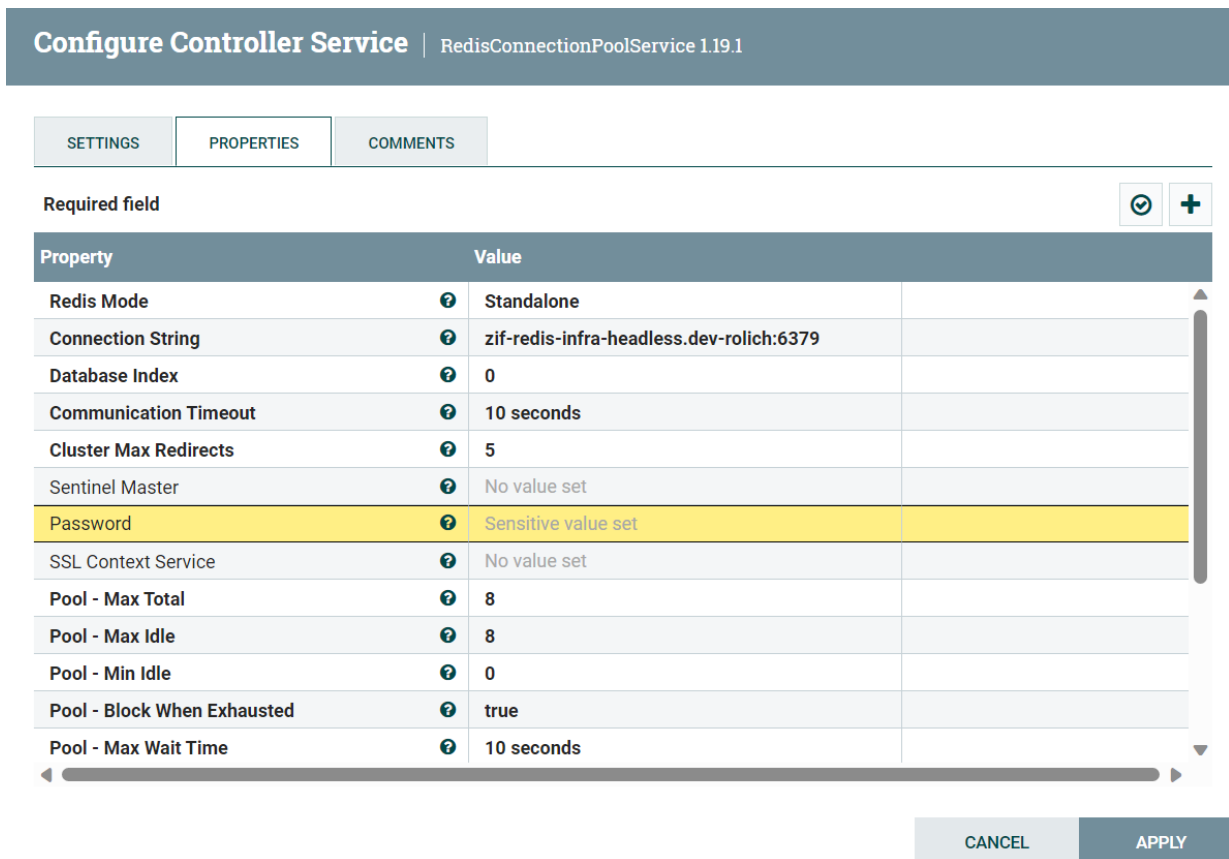 Configure Controller Service | RedisConnectionPoolService 1.19.1
SETTINGS PROPERTIES COMMENTS
Required field
Property Value
Redis Mode Standalone
Connection String zif-redis-infra-headless.dev-rolich:6379
Database Index 0
Communication Timeout 10 seconds
Cluster Max Redirects 5
Sentinel Master No value set
Password Sensitive value set
SSL Context Service No value set
Pool - Max Total 8
Pool - Max Idle 8
Pool - Min Idle 0
Pool - Block When Exhausted true
Pool - Max Wait Time 10 seconds
CANCEL APPLY